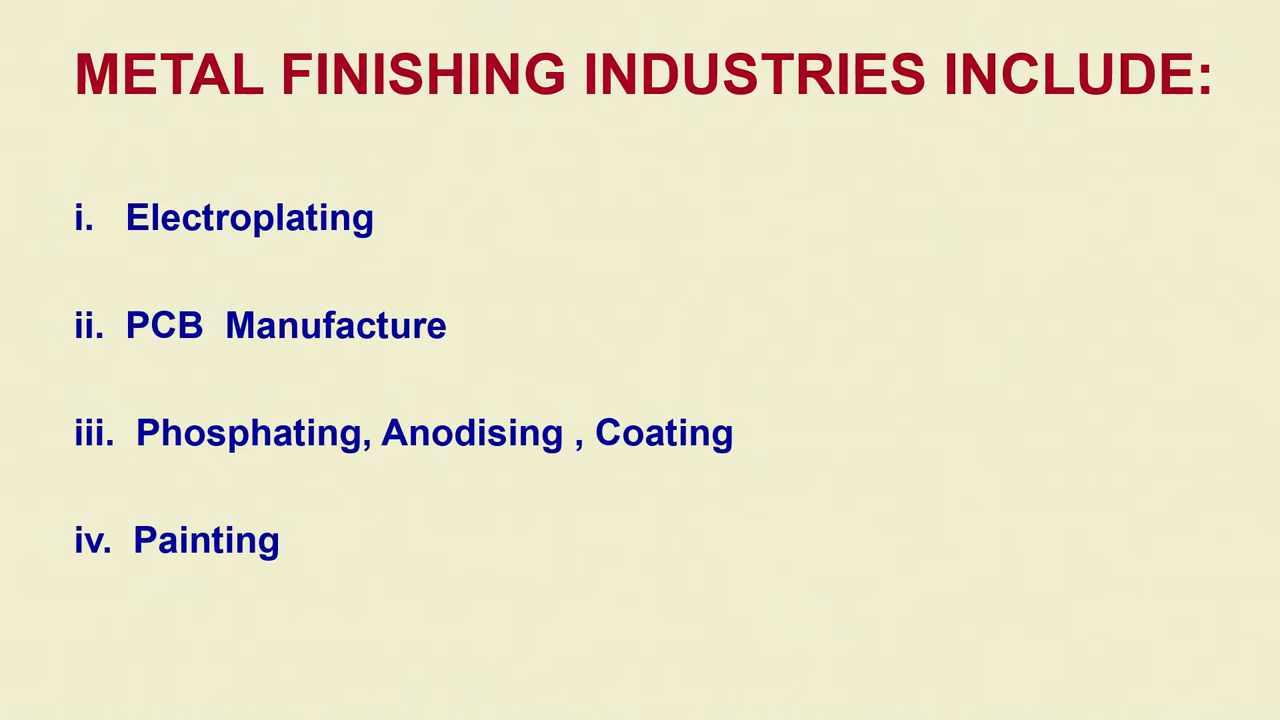 METAL FINISHING INDUSTRIES INCLUDE:
i. Electroplating
ii. PCB Manufacture
iii. Phosphating, Anodising , Coating
iv. Painting